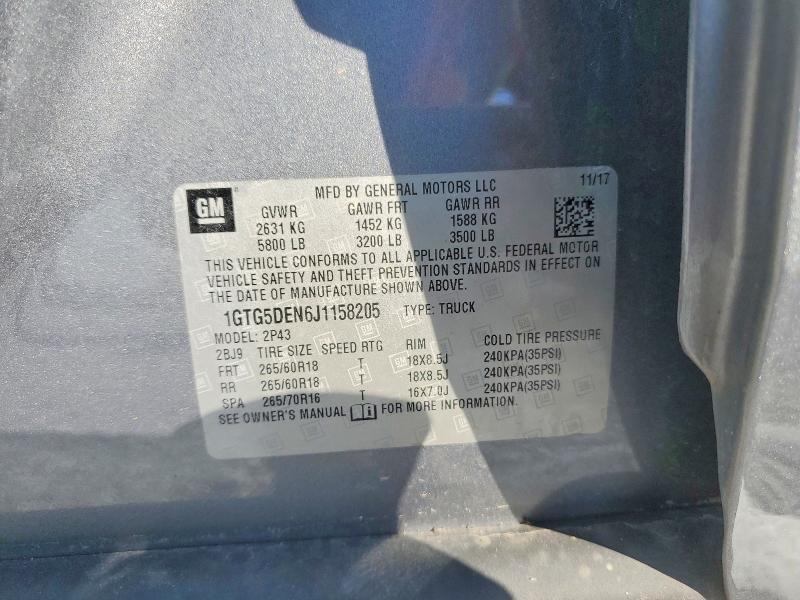 GM
MFD BY GENERAL MOTORS LLC 11/17
GVWR GAWR FRT GAWR RR
2631 KG 1452 KG 1588 KG
5800 LB 3200 LB 3500 LB
THIS VEHICLE CONFORMS TO ALL APPLICABLE U.S. FEDERAL MOTOR
VEHICLE SAFETY AND THEFT PREVENTION STANDARDS IN EFFECT ON
THE DATE OF MANUFACTURE SHOWN ABOVE.
1GTG5DEN6J1158205 TYPE: TRUCK
MODEL: 2P43
2BJ9 TIRE SIZE SPEED RTG RIM COLD TIRE PRESSURE
FRT 265/60R18 T 18X8.5J 240KPA(35PSI)
RR 265/60R18 T 18X8.5J 240KPA(35PSI)
SPA 265/70R16 T 16X7.0J 240KPA(35PSI)
SEE OWNER'S MANUAL FOR MORE INFORMATION.